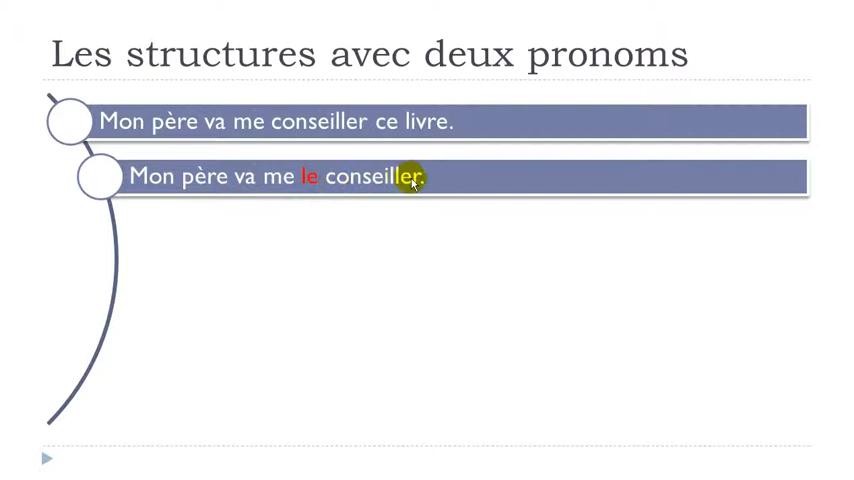 Les structures avec deux pronoms
Mon père va me conseiller ce livre.
Mon père va me le conseiller.